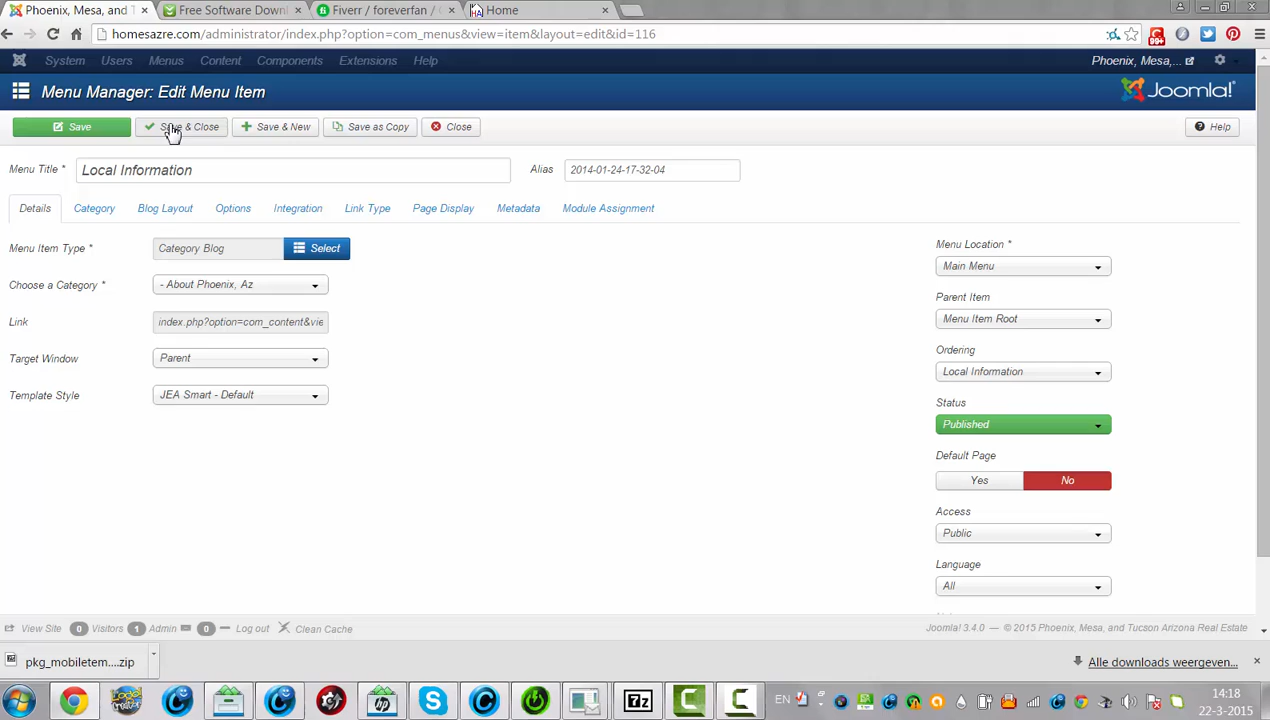 Phoenix, Mesa, and T
Free Software Down
Fiverr / foreverfan /
Home
homesazre.com/administrator/index.php?option=com_menus&view=item&layout=edit&id=116
99+
System Users Menus Content Components Extensions Help
Phoenix, Mesa,...
Menu Manager: Edit Menu Item
Joomla!
Save
Save & Close
Save & New
Save as Copy
Close
Help
Menu Title *
Local Information
Alias
2014-01-24-17-32-04
Details Category Blog Layout Options Integration Link Type Page Display Metadata Module Assignment
Menu Item Type *
Category Blog
Select
Choose a Category *
- About Phoenix, Az
Link
index.php?option=com_content&vie
Target Window
Parent
Template Style
JEA Smart - Default
Menu Location *
Main Menu
Parent Item
Menu Item Root
Ordering
Local Information
Status
Published
Default Page
Yes
No
Access
Public
Language
All
View Site 0 Visitors 1 Admin 0 Log out Clean Cache
Joomla! 3.4.0 — © 2015 Phoenix, Mesa, and Tucson Arizona Real Estate
pkg_mobiletem....zip
Alle downloads weergeven...
EN
14:18
22-3-2015